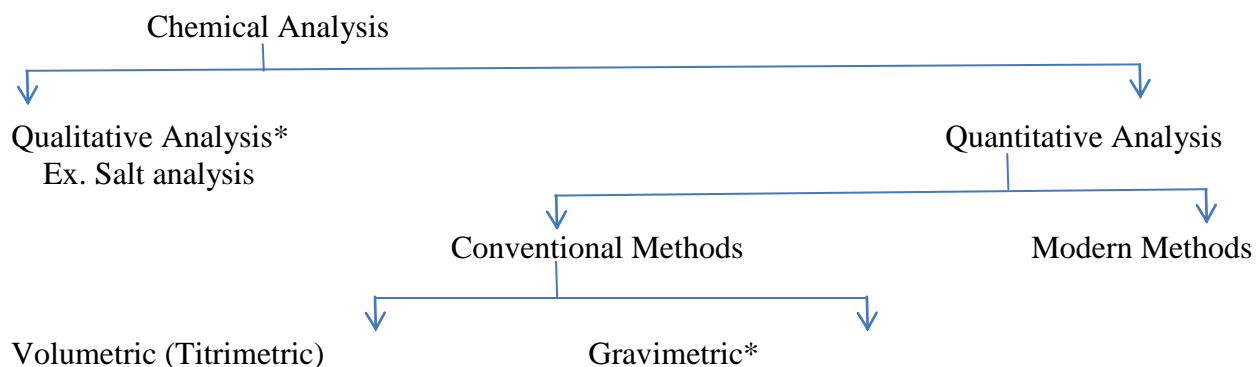 Chemical Analysis
Qualitative Analysis*
Quantitative Analysis
Ex. Salt analysis
Conventional Methods
Modern Methods
Volumetric (Titrimetric)
Gravimetric*